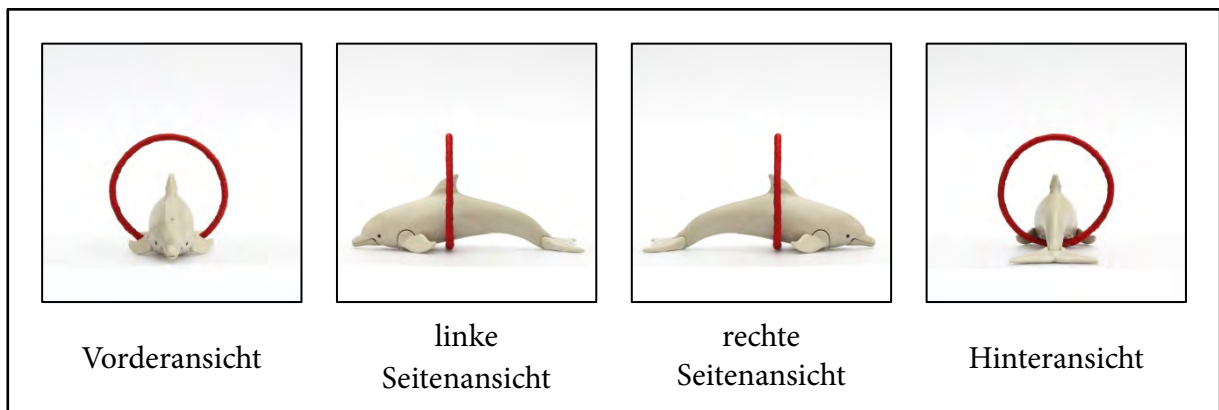 Vorderansicht
linke
Seitenansicht
rechte
Seitenansicht
Hinteransicht